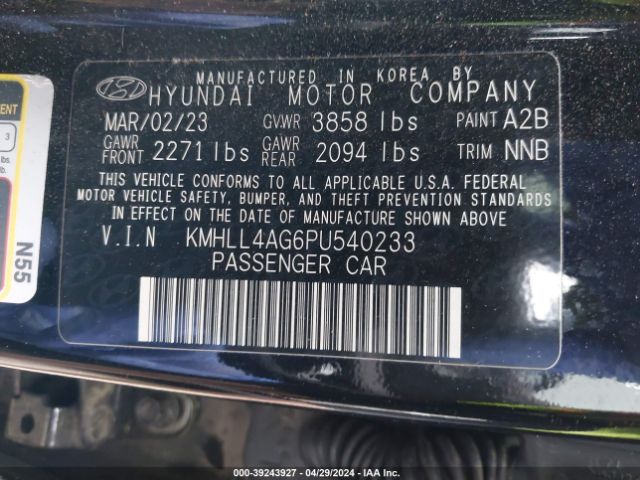 MANUFACTURED IN KOREA BY
HYUNDAI MOTOR COMPANY
MAR/02/23 GVWR 3858 lbs PAINT A2B
GAWR FRONT 2271 lbs GAWR REAR 2094 lbs TRIM NNB
THIS VEHICLE CONFORMS TO ALL APPLICABLE U.S.A. FEDERAL
MOTOR VEHICLE SAFETY, BUMPER, AND THEFT PREVENTION STANDARDS
IN EFFECT ON THE DATE OF MANUFACTURE SHOWN ABOVE
V.I.N KMHLL4AG6PU540233
PASSENGER CAR
3
lbs.
N55
000-39243927 - 04/29/2024 - IAA Inc.